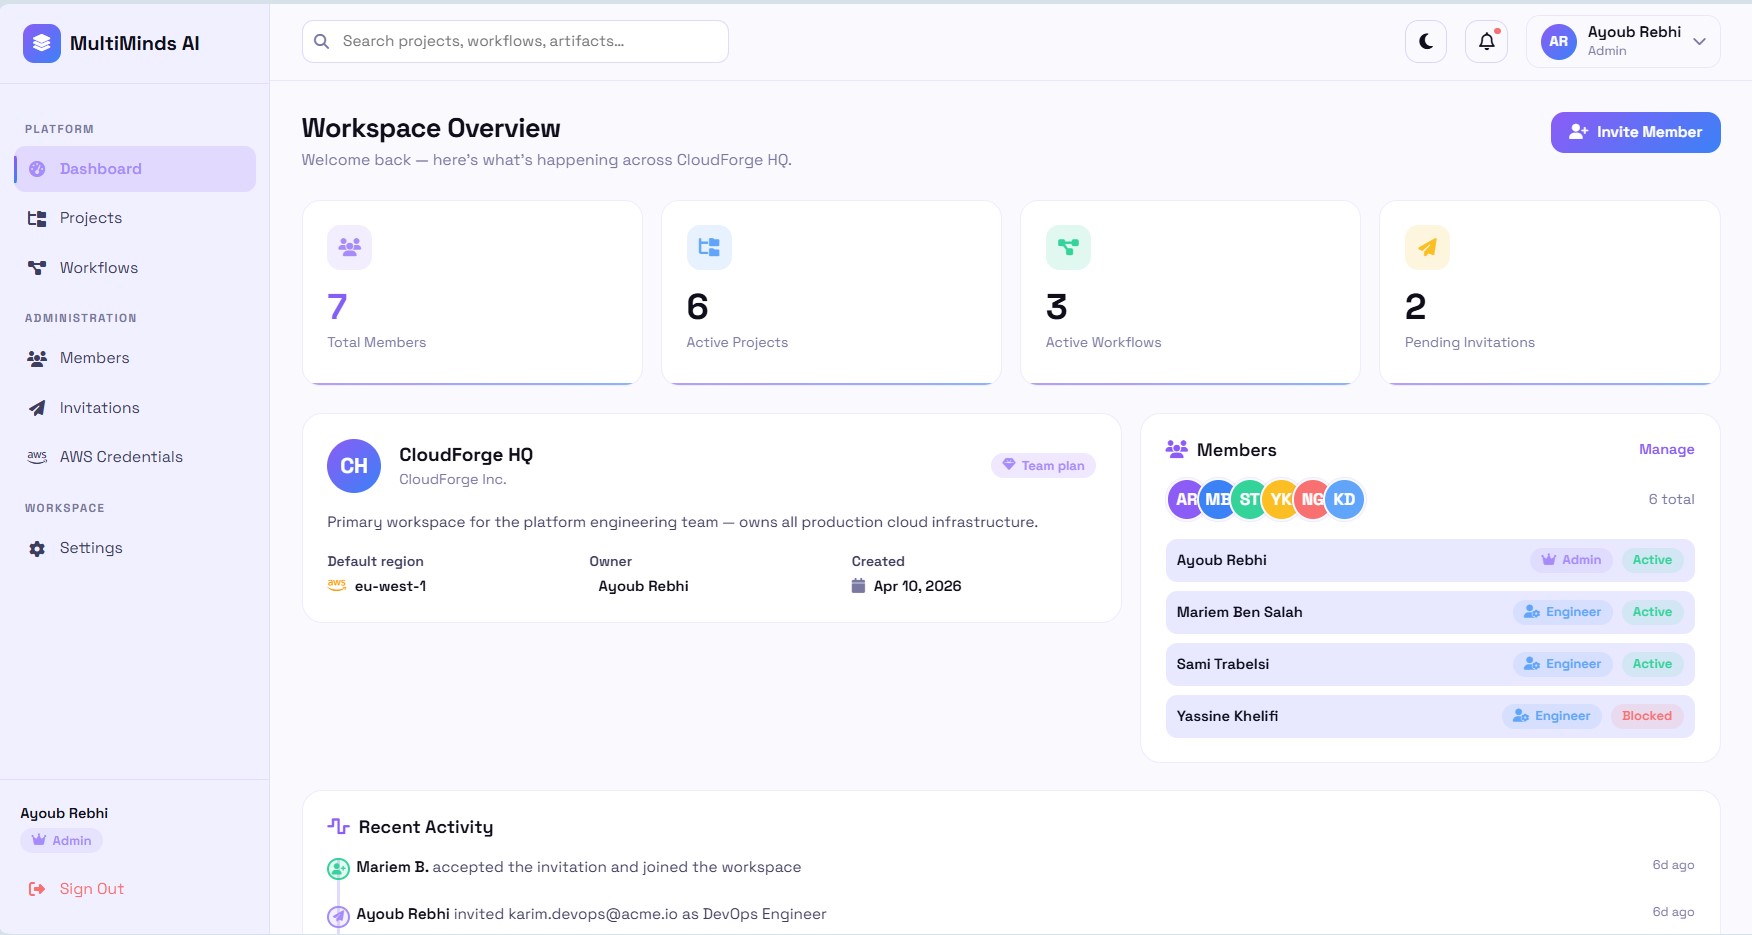 MultiMinds AI
Search projects, workflows, artifacts...
AR
Ayoub Rebhi
Admin
PLATFORM
Dashboard
Projects
Workflows
ADMINISTRATION
Members
Invitations
aws AWS Credentials
WORKSPACE
Settings
Ayoub Rebhi
Admin
Sign Out
Workspace Overview
Welcome back — here's what's happening across CloudForge HQ.
Invite Member
7
Total Members
6
Active Projects
3
Active Workflows
2
Pending Invitations
CH
CloudForge HQ
CloudForge Inc.
Team plan
Primary workspace for the platform engineering team — owns all production cloud infrastructure.
Default region
aws eu-west-1
Owner
Ayoub Rebhi
Created
Apr 10, 2026
Members
Manage
AR MB ST YK NG KD
6 total
Ayoub Rebhi Admin Active
Mariem Ben Salah Engineer Active
Sami Trabelsi Engineer Active
Yassine Khelifi Engineer Blocked
Recent Activity
Mariem B. accepted the invitation and joined the workspace 6d ago
Ayoub Rebhi invited karim.devops@acme.io as DevOps Engineer 6d ago